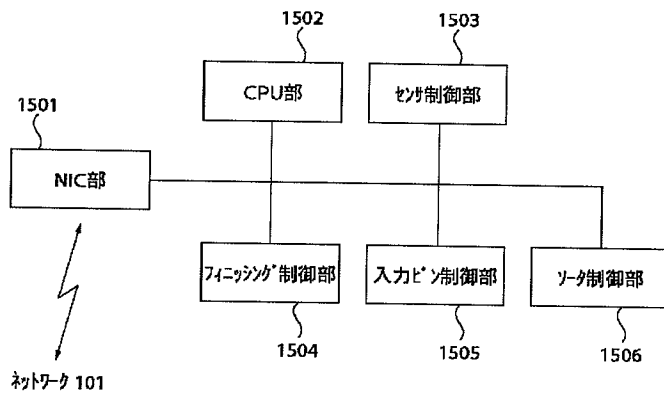 1502
1503
CPU部
センサ制御部
1501
NIC部
フィニッシング制御部
入力ビン制御部
ソータ制御部
1504
1505
1506
ネットワーク 101